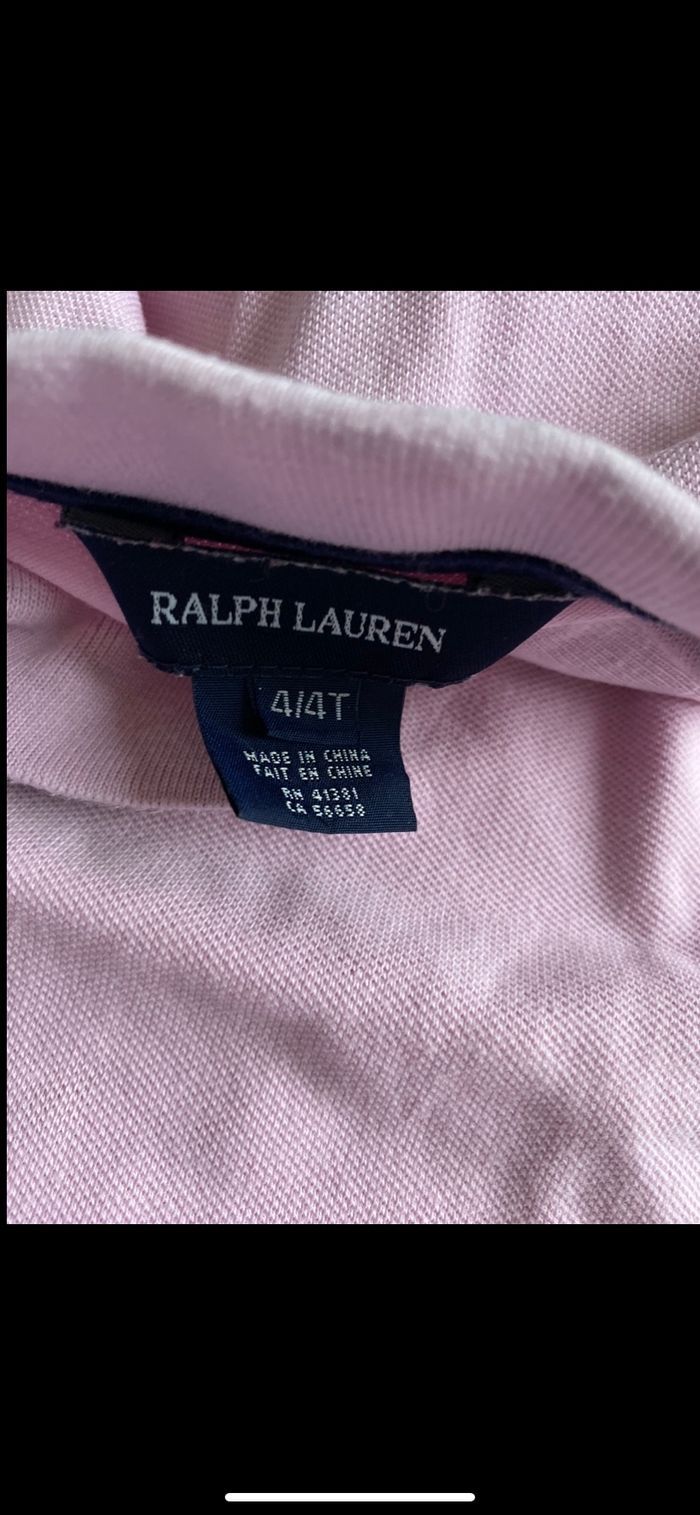 RALPH LAUREN
4/4T
MADE IN CHINA
FAIT EN CHINE
RN 41381
CA 56658